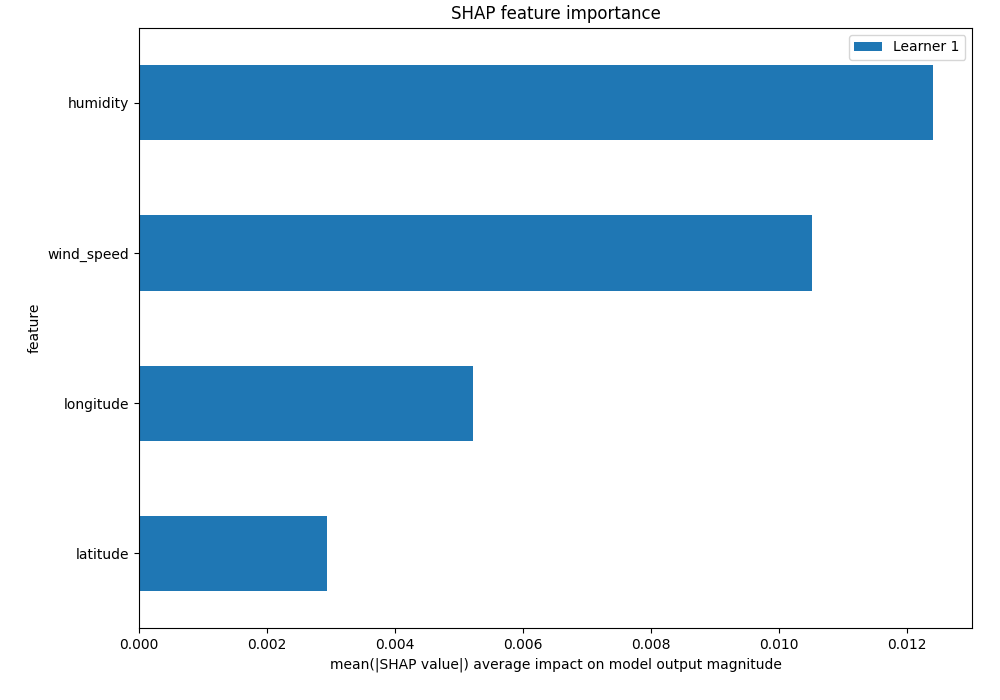 SHAP feature importance
Learner 1
humidity
wind_speed
longitude
latitude
feature
0.000 0.002 0.004 0.006 0.008 0.010 0.012
mean(|SHAP value|) average impact on model output magnitude